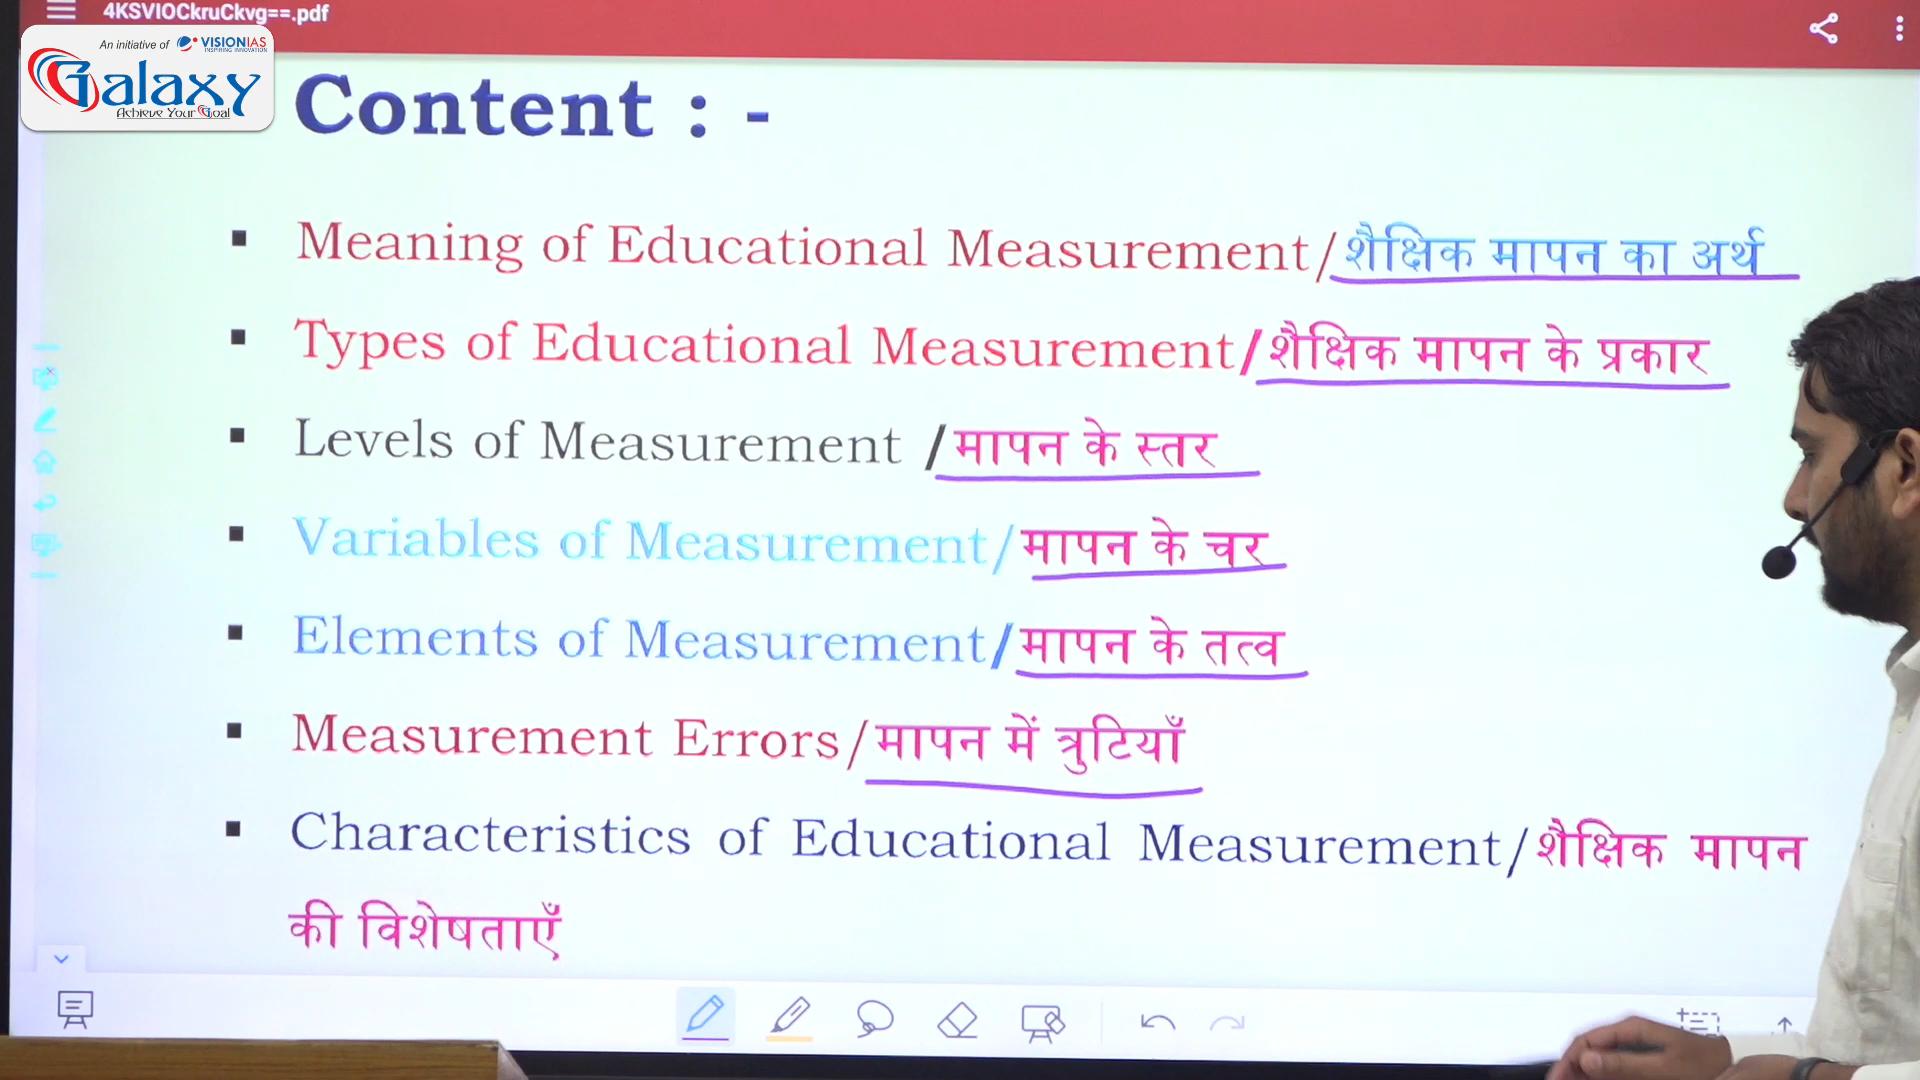 4KSVIOCkruCkvg==.pdf
An initiative of VISIONIAS
INSPIRING INNOVATION
Galaxy
Achieve Your Goal
Content : -
▪ Meaning of Educational Measurement/शैक्षिक मापन का अर्थ
▪ Types of Educational Measurement/शैक्षिक मापन के प्रकार
▪ Levels of Measurement /मापन के स्तर
▪ Variables of Measurement/मापन के चर
▪ Elements of Measurement/मापन के तत्व
▪ Measurement Errors/मापन में त्रुटियाँ
▪ Characteristics of Educational Measurement/शैक्षिक मापन
की विशेषताएँ